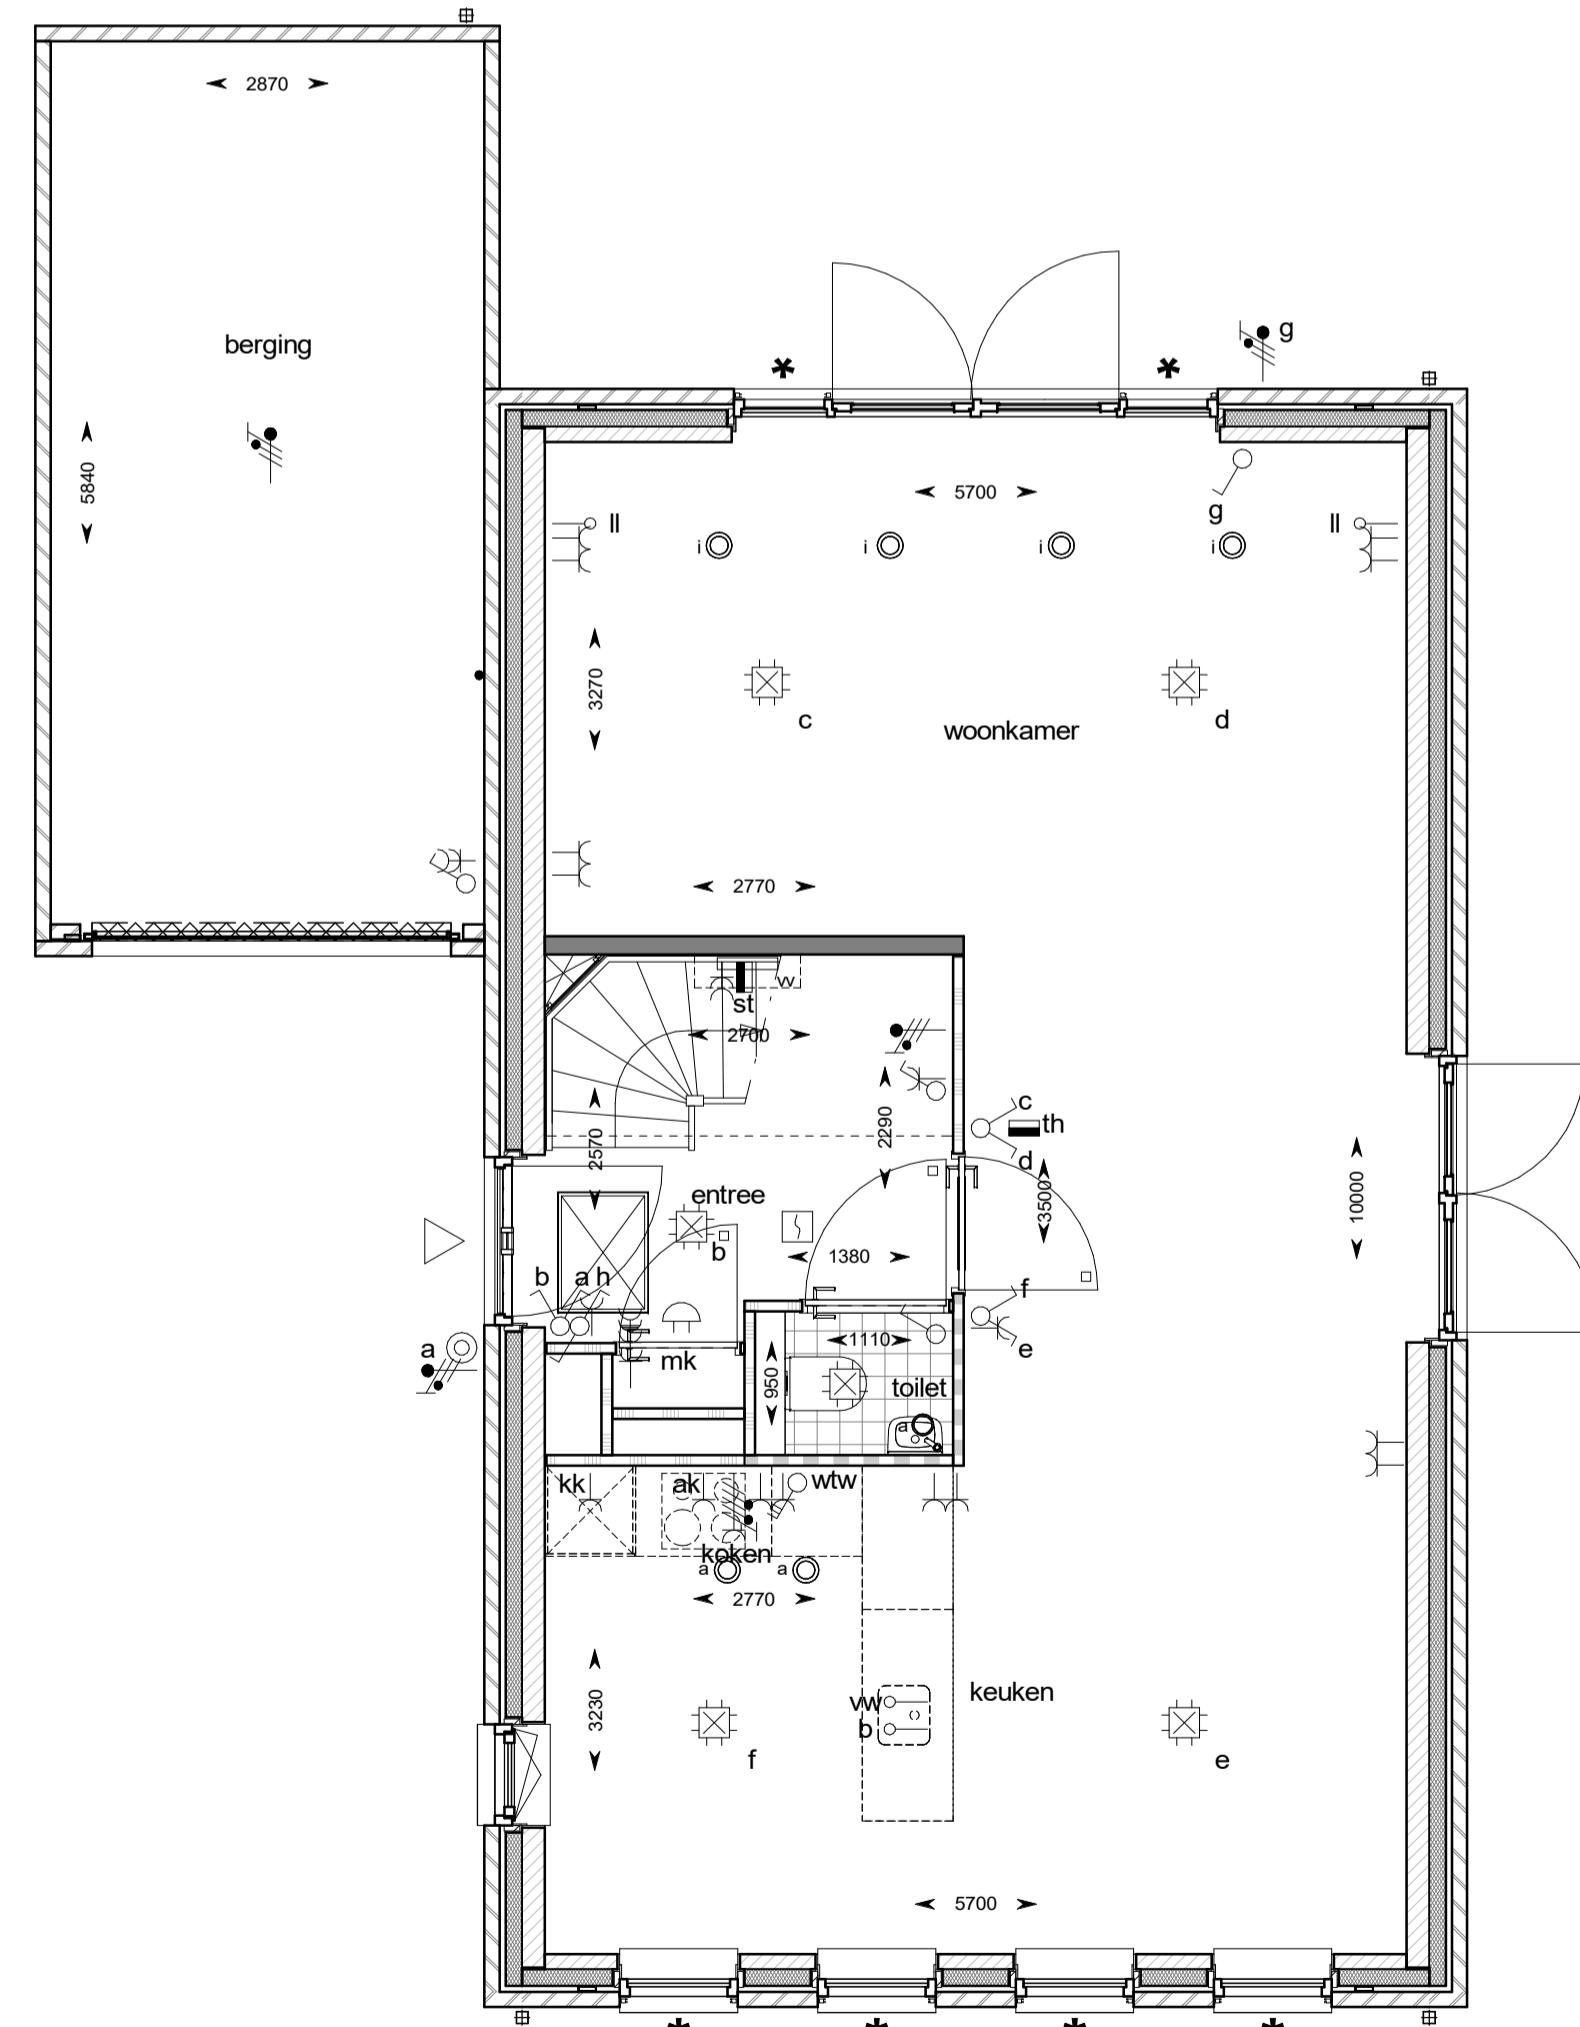 2870
berging
5840
*
*
g
5700
g
ll
ll
i
i
i
i
3270
c
woonkamer
d
2770
vv
st
2700
2570
2290
c
th
d
3500
10000
entree
b
1380
b
a
h
f
e
a
mk
1110
950
toilet
a
kk
ak
wtw
koken
a
a
2770
3230
keuken
vw
b
f
e
5700
*
*
*
*